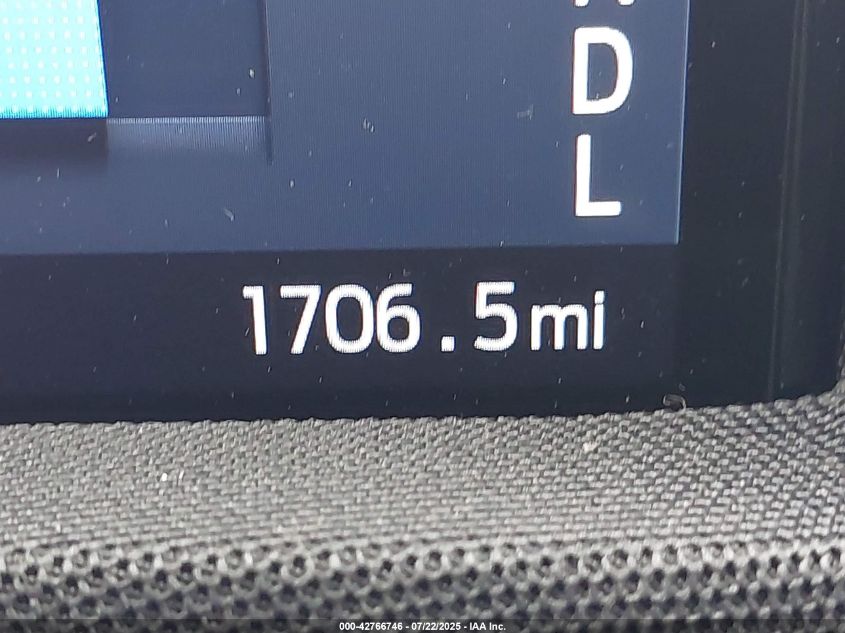 D
L
1706.5mi
000-42766746 - 07/22/2025 - IAA Inc.